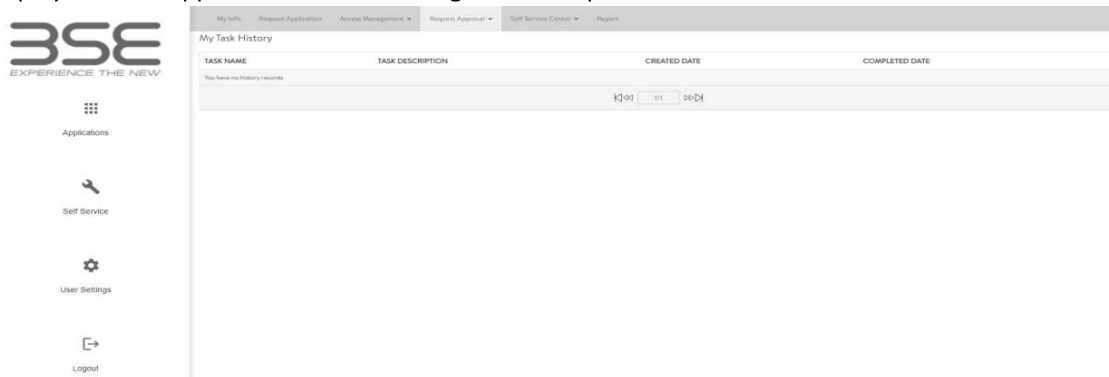 BSE
EXPERIENCE THE NEW
Applications
Self Service
User Settings
Logout
My Info Request Application Access Management Request Approval Self Service Center Report
My Task History
TASK NAME TASK DESCRIPTION CREATED DATE COMPLETED DATE
You have no history records
1/1